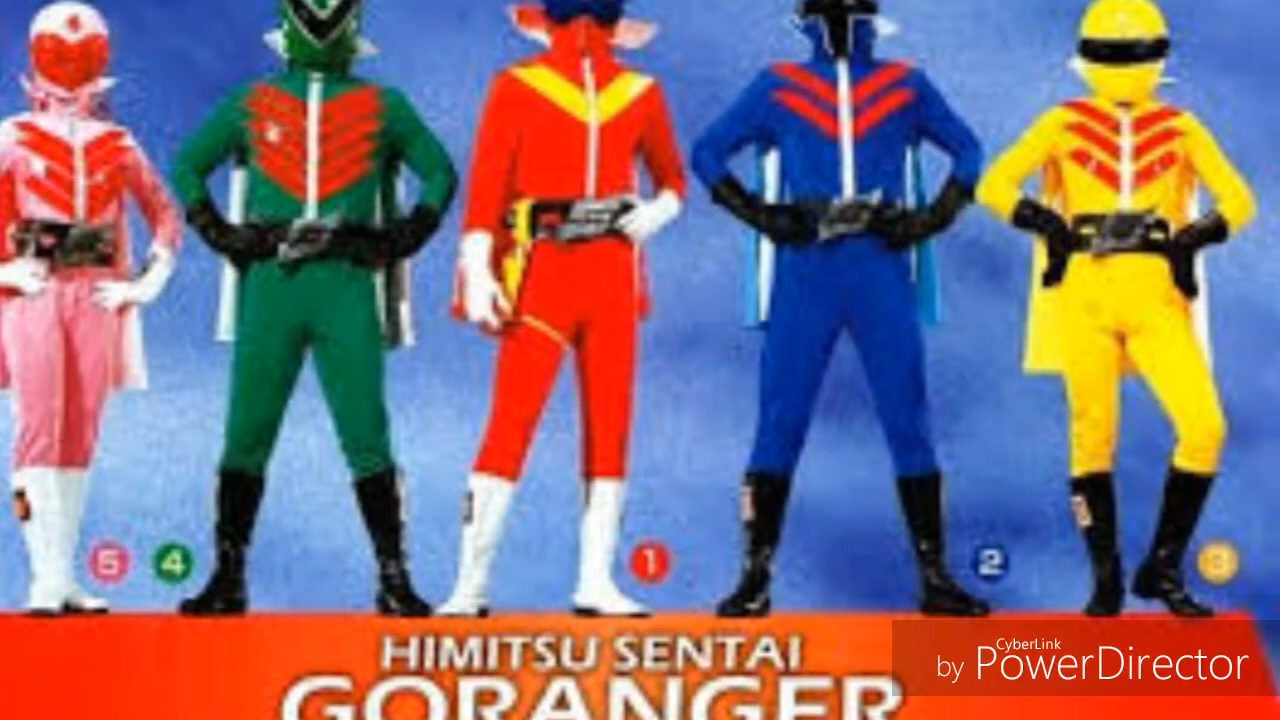 5 4 1 2 3
HIMITSU SENTAI
GORANGER
CyberLink
by PowerDirector